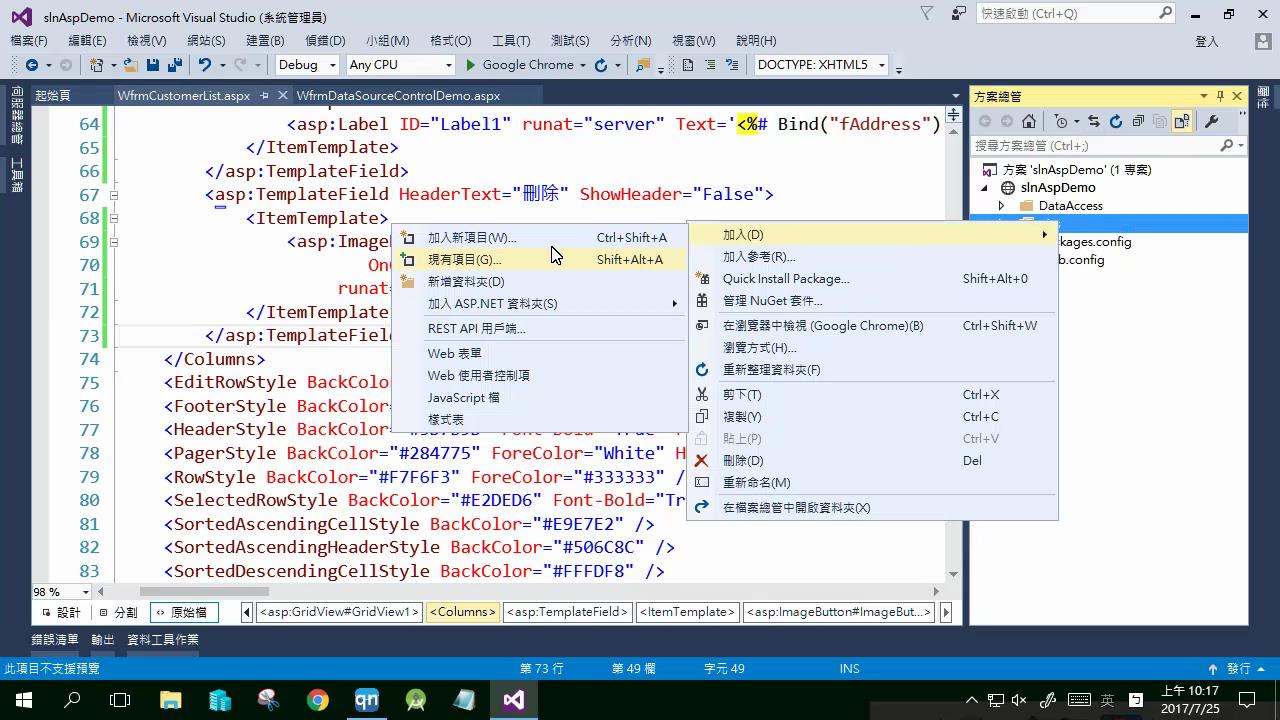 slnAspDemo - Microsoft Visual Studio (系統管理員)
快速啟動 (Ctrl+Q)
檔案(F) 編輯(E) 檢視(V) 網站(S) 建置(B) 偵錯(D) 小組(M) 格式(O) 工具(T) 測試(S) 分析(N) 視窗(W) 說明(H)
登入
Debug Any CPU Google Chrome DOCTYPE: XHTML5
伺服器總管
工具箱
起始頁 WfrmCustomerList.aspx WfrmDataSourceControlDemo.aspx
64 <asp:Label ID="Label1" runat="server" Text='<%# Bind("fAddress")
65 </ItemTemplate>
66 </asp:TemplateField>
67 <asp:TemplateField HeaderText="刪除" ShowHeader="False">
68 <ItemTemplate>
69 <asp:Image
70 On
71 runat=
72 </ItemTemplate
73 </asp:TemplateField
74 </Columns>
75 <EditRowStyle BackColo
76 <FooterStyle BackColor=
77 <HeaderStyle BackColor=
78 <PagerStyle BackColor="#284775" ForeColor="White" H
79 <RowStyle BackColor="#F7F6F3" ForeColor="#333333" /
80 <SelectedRowStyle BackColor="#E2DED6" Font-Bold="Tr
81 <SortedAscendingCellStyle BackColor="#E9E7E2" />
82 <SortedAscendingHeaderStyle BackColor="#506C8C" />
83 <SortedDescendingCellStyle BackColor="#FFFDF8" />
加入新項目(W)... Ctrl+Shift+A
現有項目(G)... Shift+Alt+A
新增資料夾(D)
加入 ASP.NET 資料夾(S)
REST API 用戶端...
Web 表單
Web 使用者控制項
JavaScript 檔
樣式表
加入(D)
加入參考(R)...
Quick Install Package... Shift+Alt+0
管理 NuGet 套件...
在瀏覽器中檢視 (Google Chrome)(B) Ctrl+Shift+W
瀏覽方式(H)...
重新整理資料夾(F)
剪下(T) Ctrl+X
複製(Y) Ctrl+C
貼上(P) Ctrl+V
刪除(D) Del
重新命名(M)
在檔案總管中開啟資料夾(X)
方案總管
搜尋方案總管 (Ctrl+;)
方案 'slnAspDemo' (1 專案)
slnAspDemo
DataAccess
ckages.config
b.config
98 %
設計 分割 原始檔 <asp:GridView#GridView1> <Columns> <asp:TemplateField> <ItemTemplate> <asp:ImageButton#ImageBut...>
錯誤清單 輸出 資料工具作業
此項目不支援預覽 第 73 行 第 49 欄 字元 49 INS 發行
qn
英
上午 10:17
2017/7/25